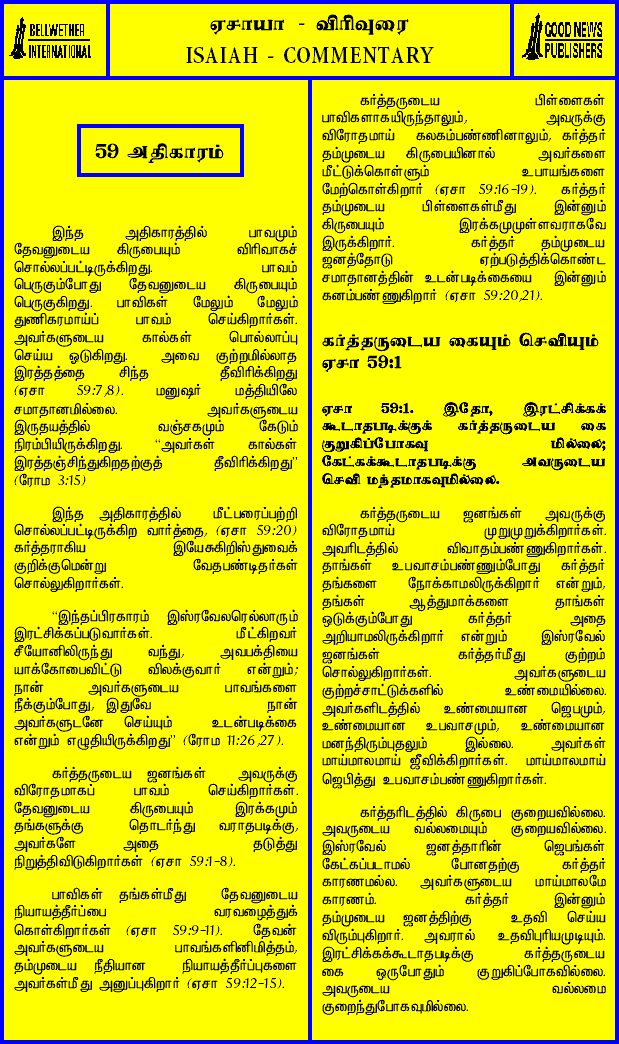 BELLWETHER
INTERNATIONAL
ஏசாயா - விரிவுரை
ISAIAH - COMMENTARY
GOOD NEWS
PUBLISHERS
59 அதிகாரம்
இந்த அதிகாரத்தில் பாவமும்
தேவனுடைய கிருபையும் விரிவாகச்
சொல்லப்பட்டிருக்கிறது. பாவம்
பெருகும்போது தேவனுடைய கிருபையும்
பெருகுகிறது. பாவிகள் மேலும் மேலும்
துணிகரமாய்ப் பாவம் செய்கிறார்கள்.
அவர்களுடைய கால்கள் பொல்லாப்பு
செய்ய ஓடுகிறது. அவை குற்றமில்லாத
இரத்தத்தை சிந்த தீவிரிக்கிறது
(ஏசா 59:7,8). மனுஷர் மத்தியிலே
சமாதானமில்லை. அவர்களுடைய
இருதயத்தில் வஞ்சகமும் கேடும்
நிரம்பியிருக்கிறது. “அவர்கள் கால்கள்
இரத்தஞ்சிந்துகிறதற்குத் தீவிரிக்கிறது”
(ரோம 3:15)
இந்த அதிகாரத்தில் மீட்பரைப்பற்றி
சொல்லப்பட்டிருக்கிற வார்த்தை, (ஏசா 59:20)
கர்த்தராகிய இயேசுகிறிஸ்துவைக்
குறிக்குமென்று வேதபண்டிதர்கள்
சொல்லுகிறார்கள்.
“இந்தப்பிரகாரம் இஸ்ரவேலரெல்லாரும்
இரட்சிக்கப்படுவார்கள். மீட்கிறவர்
சீயோனிலிருந்து வந்து, அவபக்தியை
யாக்கோபைவிட்டு விலக்குவார் என்றும்;
நான் அவர்களுடைய பாவங்களை
நீக்கும்போது, இதுவே நான்
அவர்களுடனே செய்யும் உடன்படிக்கை
என்றும் எழுதியிருக்கிறது” (ரோம 11:26,27).
கர்த்தருடைய ஜனங்கள் அவருக்கு
விரோதமாகப் பாவம் செய்கிறார்கள்.
தேவனுடைய கிருபையும் இரக்கமும்
தங்களுக்கு தொடர்ந்து வராதபடிக்கு,
அவர்களே அதை தடுத்து
நிறுத்திவிடுகிறார்கள் (ஏசா 59:1-8).
பாவிகள் தங்கள்மீது தேவனுடைய
நியாயத்தீர்ப்பை வரவழைத்துக்
கொள்கிறார்கள் (ஏசா 59:9-11). தேவன்
அவர்களுடைய பாவங்களினிமித்தம்,
தம்முடைய நீதியான நியாயத்தீர்ப்புகளை
அவர்கள்மீது அனுப்புகிறார் (ஏசா 59:12-15).
கர்த்தருடைய பிள்ளைகள்
பாவிகளாகயிருந்தாலும், அவருக்கு
விரோதமாய் கலகம்பண்ணினாலும், கர்த்தர்
தம்முடைய கிருபையினால் அவர்களை
மீட்டுக்கொள்ளும் உபாயங்களை
மேற்கொள்கிறார் (ஏசா 59:16-19). கர்த்தர்
தம்முடைய பிள்ளைகள்மீது இன்னும்
கிருபையும் இரக்கமுமுள்ளவராகவே
இருக்கிறார். கர்த்தர் தம்முடைய
ஜனத்தோடு ஏற்படுத்திக்கொண்ட
சமாதானத்தின் உடன்படிக்கையை இன்னும்
கனம்பண்ணுகிறார் (ஏசா 59:20,21).
கர்த்தருடைய கையும் செவியும்
ஏசா 59:1
ஏசா 59:1. இதோ, இரட்சிக்கக்
கூடாதபடிக்குக் கர்த்தருடைய கை
குறுகிப்போகவு மில்லை;
கேட்கக்கூடாதபடிக்கு அவருடைய
செவி மந்தமாகவுமில்லை.
கர்த்தருடைய ஜனங்கள் அவருக்கு
விரோதமாய் முறுமுறுக்கிறார்கள்.
அவரிடத்தில் விவாதம்பண்ணுகிறார்கள்.
தாங்கள் உபவாசம்பண்ணும்போது கர்த்தர்
தங்களை நோக்காமலிருக்கிறார் என்றும்,
தங்கள் ஆத்துமாக்களை தாங்கள்
ஒடுக்கும்போது கர்த்தர் அதை
அறியாமலிருக்கிறார் என்றும் இஸ்ரவேல்
ஜனங்கள் கர்த்தர்மீது குற்றம்
சொல்லுகிறார்கள். அவர்களுடைய
குற்றச்சாட்டுக்களில் உண்மையில்லை.
அவர்களிடத்தில் உண்மையான ஜெபமும்,
உண்மையான உபவாசமும், உண்மையான
மனந்திரும்புதலும் இல்லை. அவர்கள்
மாய்மாலமாய் ஜீவிக்கிறார்கள். மாய்மாலமாய்
ஜெபித்து உபவாசம்பண்ணுகிறார்கள்.
கர்த்தரிடத்தில் கிருபை குறையவில்லை.
அவருடைய வல்லமையும் குறையவில்லை.
இஸ்ரவேல் ஜனத்தாரின் ஜெபங்கள்
கேட்கப்படாமல் போனதற்கு கர்த்தர்
காரணமல்ல. அவர்களுடைய மாய்மாலமே
காரணம். கர்த்தர் இன்னும்
தம்முடைய ஜனத்திற்கு உதவி செய்ய
விரும்புகிறார். அவரால் உதவிபுரியமுடியும்.
இரட்சிக்கக்கூடாதபடிக்கு கர்த்தருடைய
கை ஒருபோதும் குறுகிப்போகவில்லை.
அவருடைய வல்லமை
குறைந்துபோகவுமில்லை.